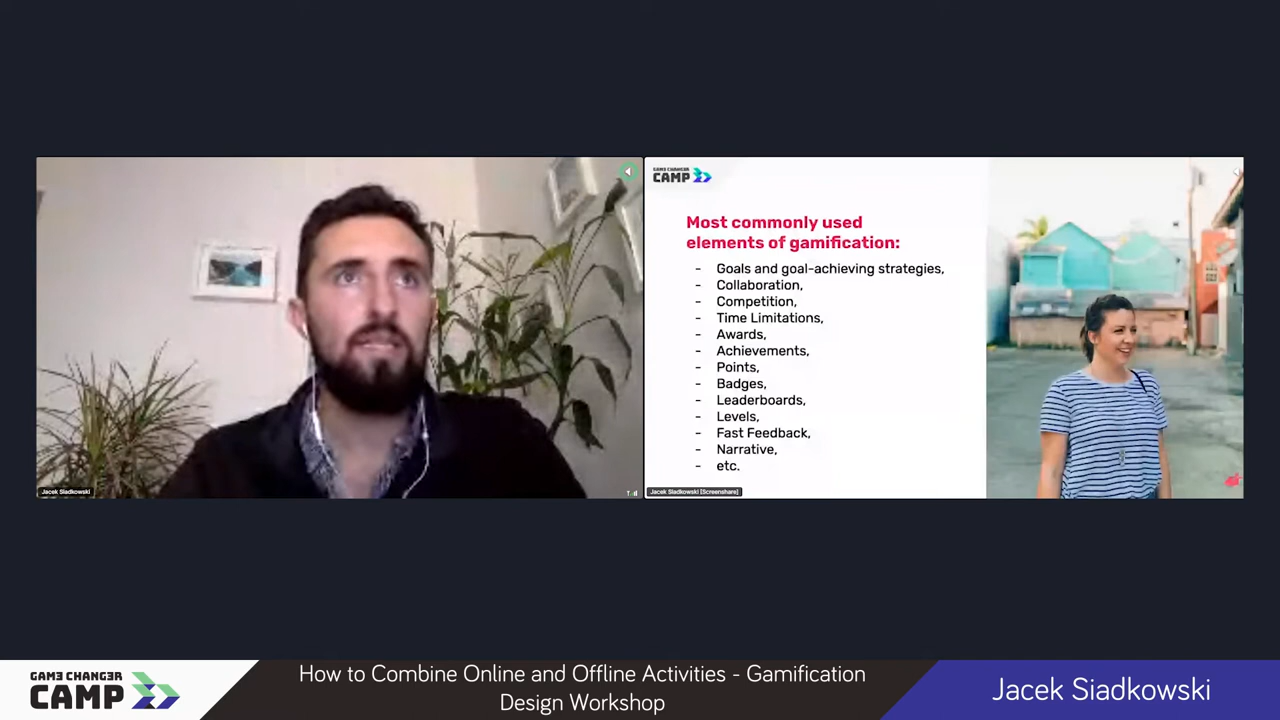 Jacek Siadkowski
GAM3 CHANG3R
CAMP
Most commonly used
elements of gamification:
- Goals and goal-achieving strategies,
- Collaboration,
- Competition,
- Time Limitations,
- Awards,
- Achievements,
- Points,
- Badges,
- Leaderboards,
- Levels,
- Fast Feedback,
- Narrative,
- etc.
Jacek Siadkowski [Screenshare]
GAM3 CHANG3R
CAMP
How to Combine Online and Offline Activities - Gamification
Design Workshop
Jacek Siadkowski